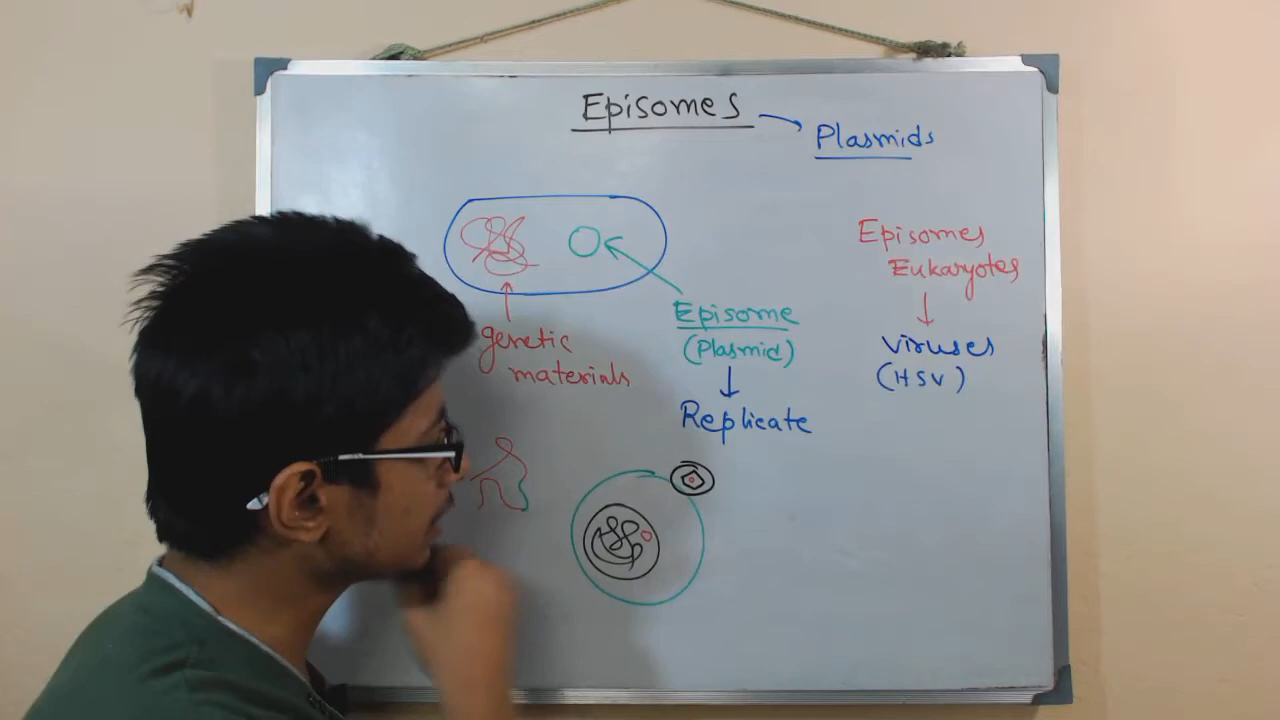 Episomes
Plasmids
genetic
materials
Episome
(Plasmid)
Replicate
Episomes
Eukaryotes
Viruses
(HSV)